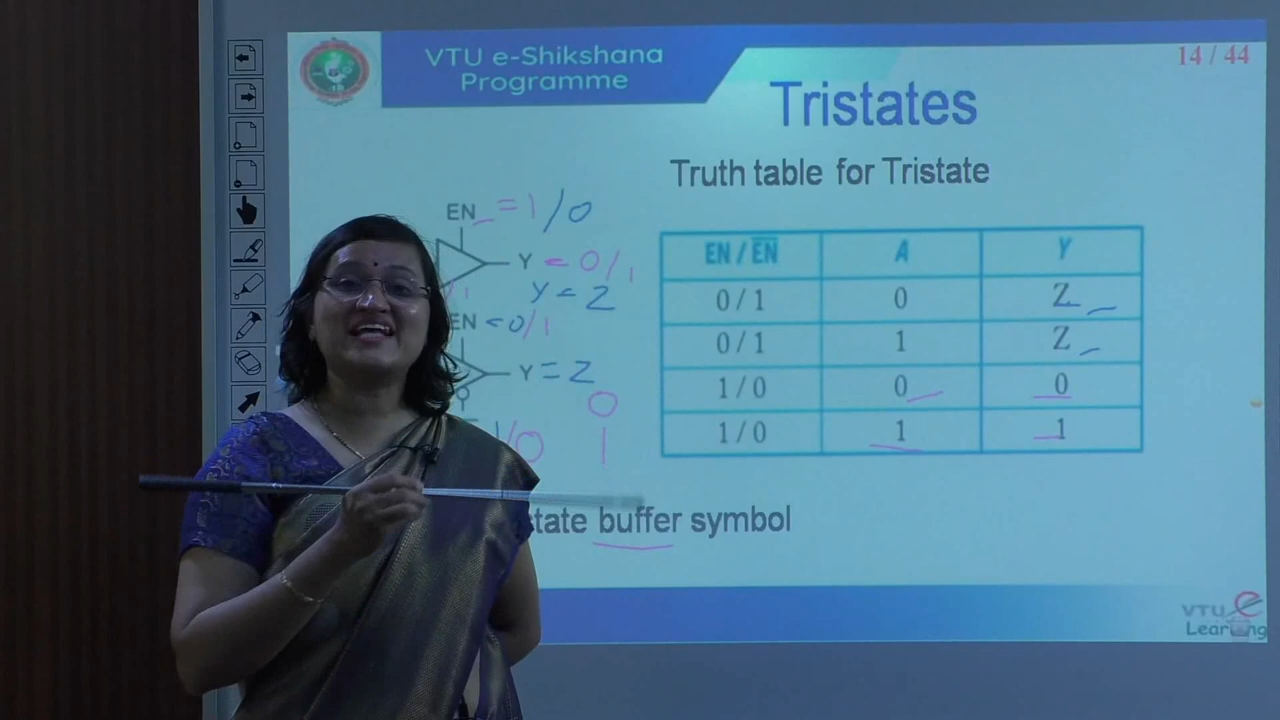 VTU e-Shikshana
Programme
14 / 44
Tristates
Truth table for Tristate
EN = 1/0
Y = 0/1
Y = Z
EN = 0/1
Y = Z
0
/0 1
EN / E̅N̅ A Y
0 / 1 0 Z
0 / 1 1 Z
1 / 0 0 0
1 / 0 1 1
state buffer symbol
VTU e
Learning